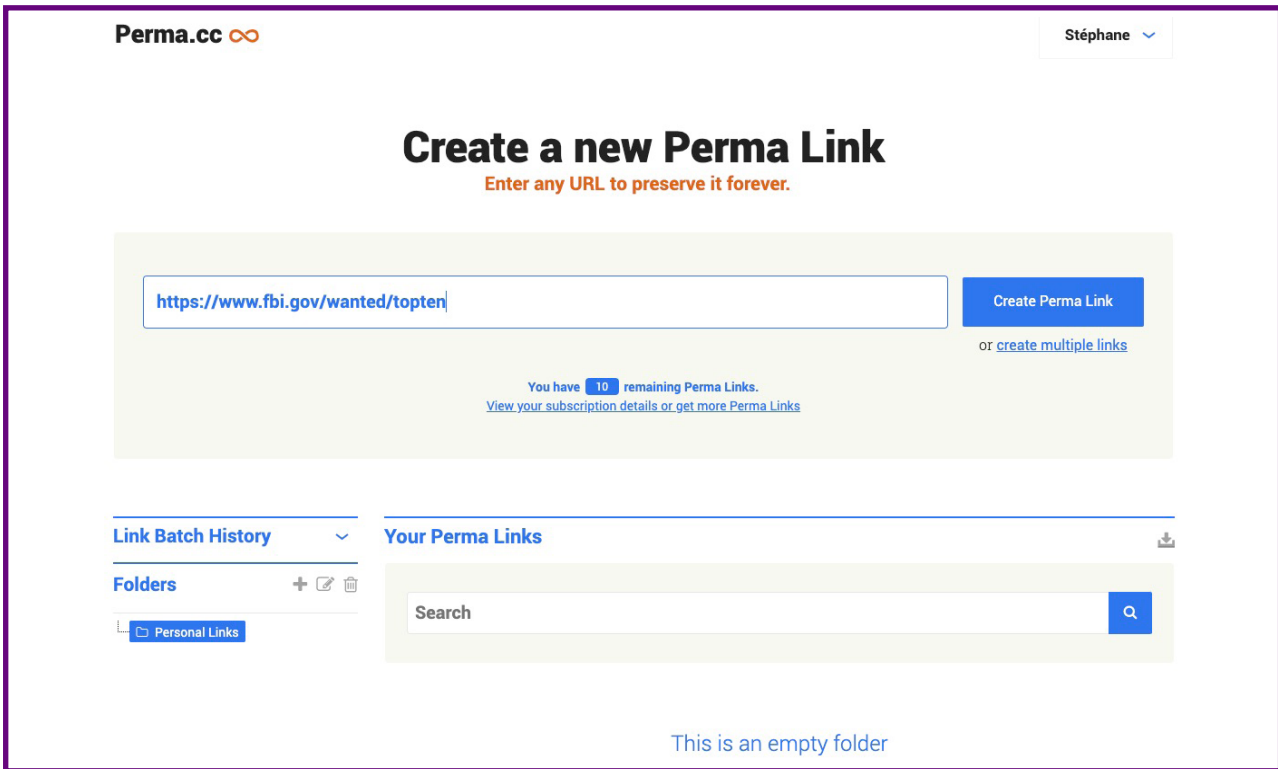 Perma.cc
Stéphane
Create a new Perma Link
Enter any URL to preserve it forever.
https://www.fbi.gov/wanted/topten
Create Perma Link
or create multiple links
You have 10 remaining Perma Links.
View your subscription details or get more Perma Links
Link Batch History
Your Perma Links
Folders
Search
Personal Links
This is an empty folder